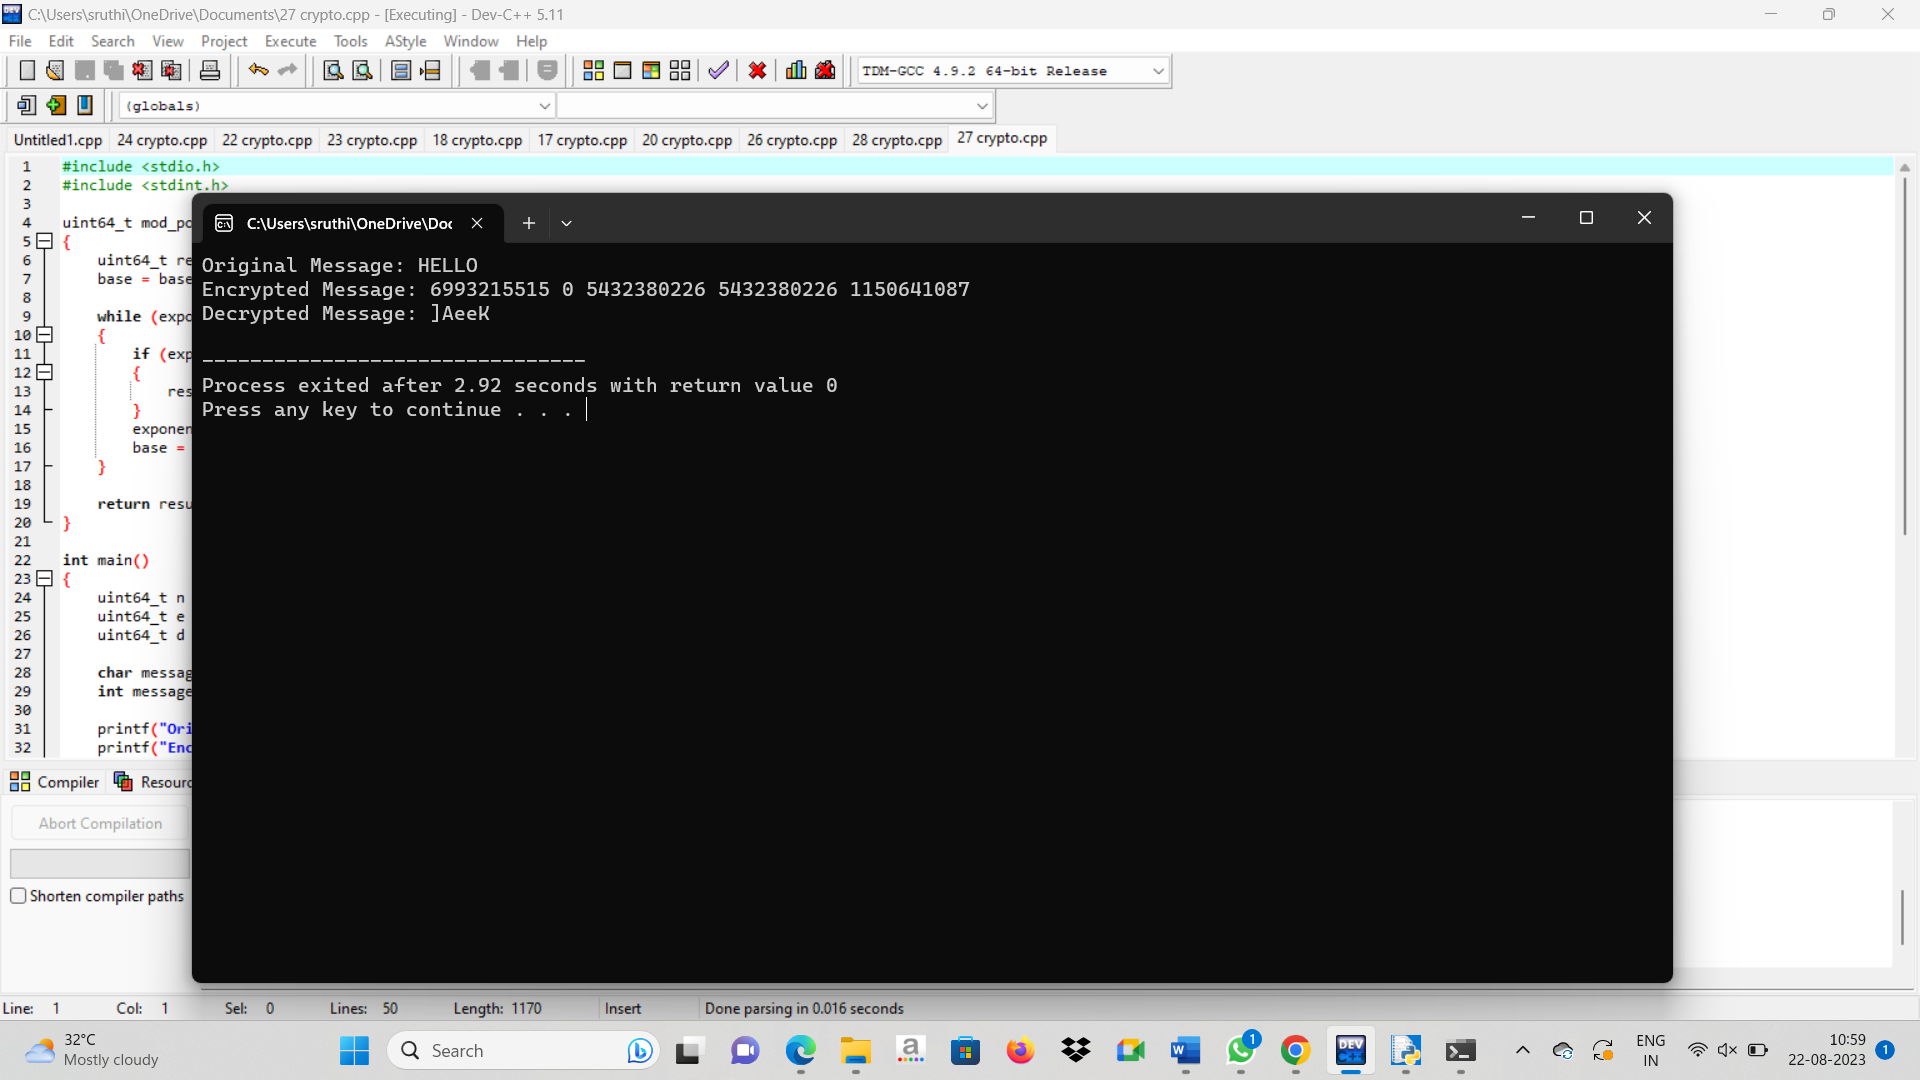 C:\Users\sruthi\OneDrive\Documents\27 crypto.cpp - [Executing] - Dev-C++ 5.11
File Edit Search View Project Execute Tools AStyle Window Help
TDM-GCC 4.9.2 64-bit Release
(globals)
Untitled1.cpp 24 crypto.cpp 22 crypto.cpp 23 crypto.cpp 18 crypto.cpp 17 crypto.cpp 20 crypto.cpp 26 crypto.cpp 28 crypto.cpp 27 crypto.cpp
1 #include <stdio.h>
2 #include <stdint.h>
3
4 uint64_t mod_po
5 {
6 uint64_t re
7 base = base
8
9 while (expo
10 {
11 if (exp
12 {
13 res
14 }
15 exponen
16 base =
17 }
18
19 return resu
20 }
21
22 int main()
23 {
24 uint64_t n
25 uint64_t e
26 uint64_t d
27
28 char messag
29 int message
30
31 printf("Ori
32 printf("Enc
C:\Users\sruthi\OneDrive\Doc
Original Message: HELLO
Encrypted Message: 6993215515 0 5432380226 5432380226 1150641087
Decrypted Message: ]AeeK
--------------------------------
Process exited after 2.92 seconds with return value 0
Press any key to continue . . .
Compiler Resourc
Abort Compilation
Shorten compiler paths
Line: 1 Col: 1 Sel: 0 Lines: 50 Length: 1170 Insert Done parsing in 0.016 seconds
32°C
Mostly cloudy
Search
a
W
1
DEV
C++
ENG
IN
10:59
22-08-2023
1